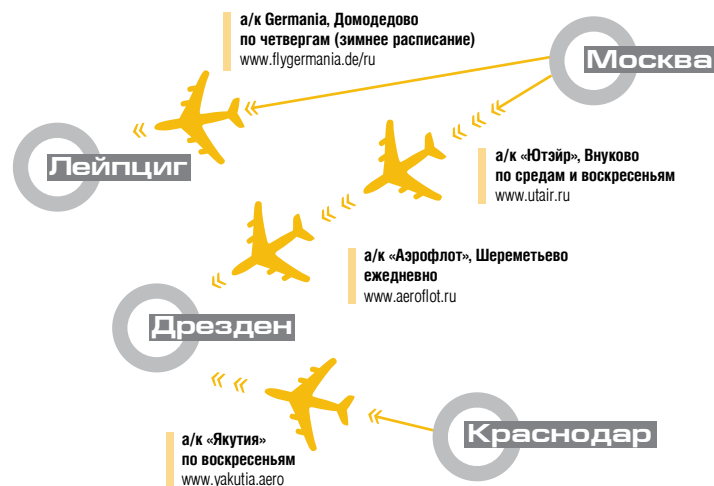 а/к Germania, Домодедово
по четвергам (зимнее расписание)
www.flygermania.de/ru
Москва
Лейпциг
а/к «Ютэйр», Внуково
по средам и воскресеньям
www.utair.ru
а/к «Аэрофлот», Шереметьево
ежедневно
www.aeroflot.ru
Дрезден
Краснодар
а/к «Якутия»
по воскресеньям
www.yakutia.aero